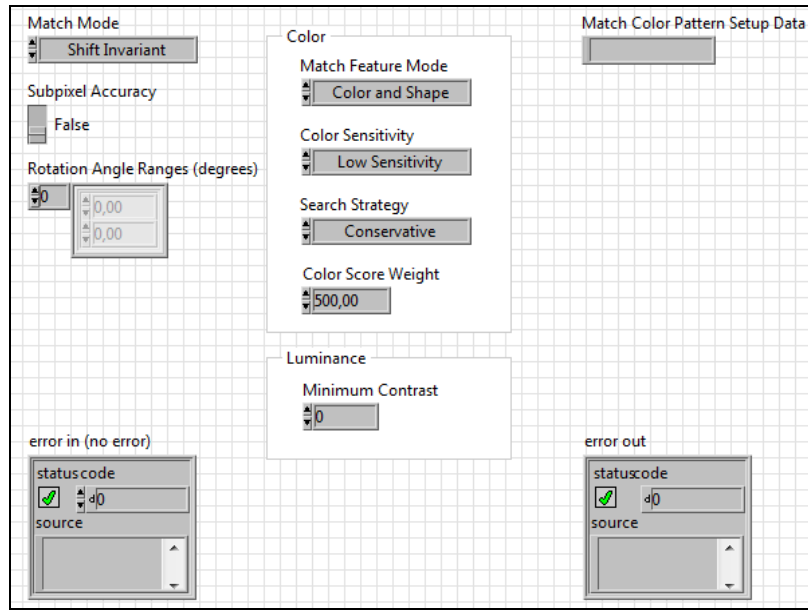 Match Mode
Shift Invariant
Subpixel Accuracy
False
Rotation Angle Ranges (degrees)
0
0,00
0,00
Color
Match Feature Mode
Color and Shape
Color Sensitivity
Low Sensitivity
Search Strategy
Conservative
Color Score Weight
500,00
Luminance
Minimum Contrast
0
Match Color Pattern Setup Data
error in (no error)
status code
d 0
source
error out
status code
d 0
source